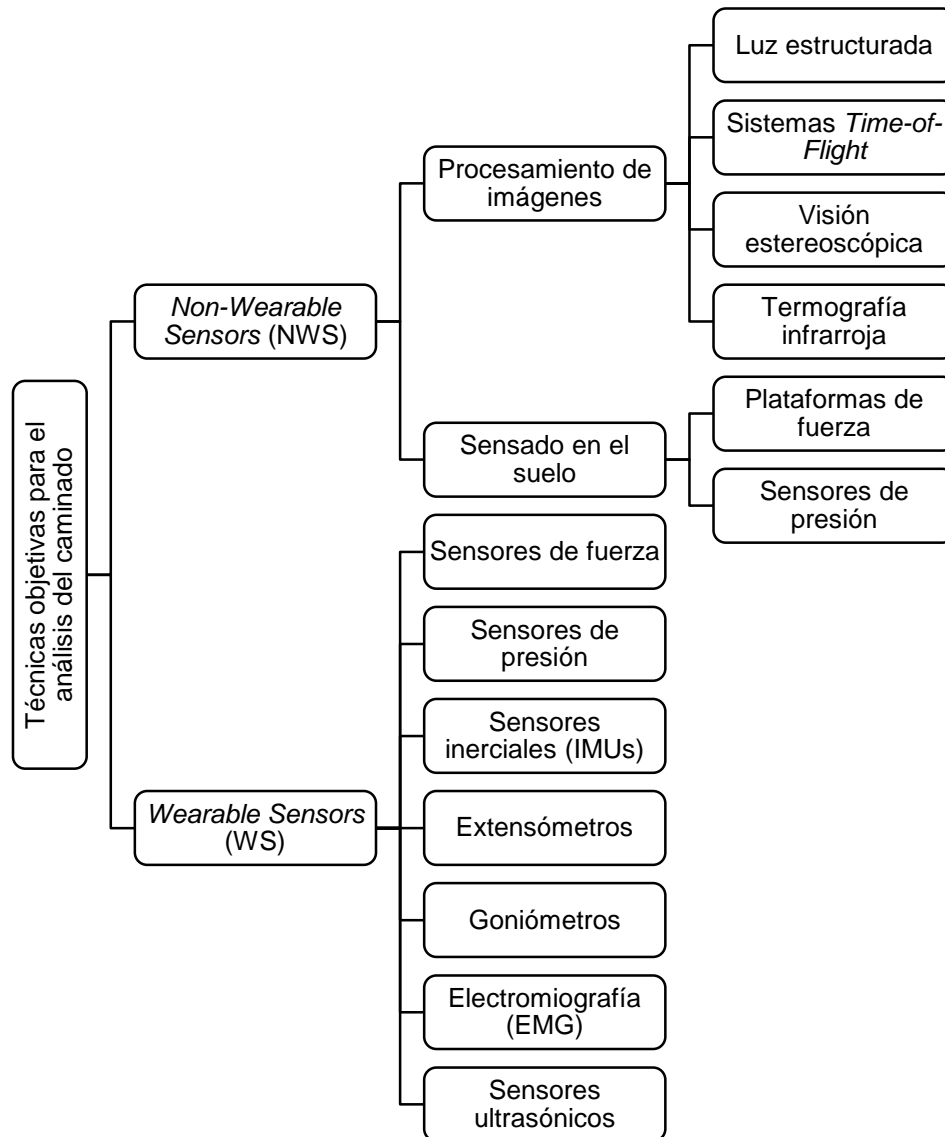 Técnicas objetivas para el
análisis del caminado
Non-Wearable
Sensors (NWS)
Procesamiento de
imágenes
Luz estructurada
Sistemas Time-of-
Flight
Visión
estereoscópica
Termografía
infrarroja
Sensado en el
suelo
Plataformas de
fuerza
Sensores de
presión
Wearable Sensors
(WS)
Sensores de fuerza
Sensores de
presión
Sensores
inerciales (IMUs)
Extensómetros
Goniómetros
Electromiografía
(EMG)
Sensores
ultrasónicos